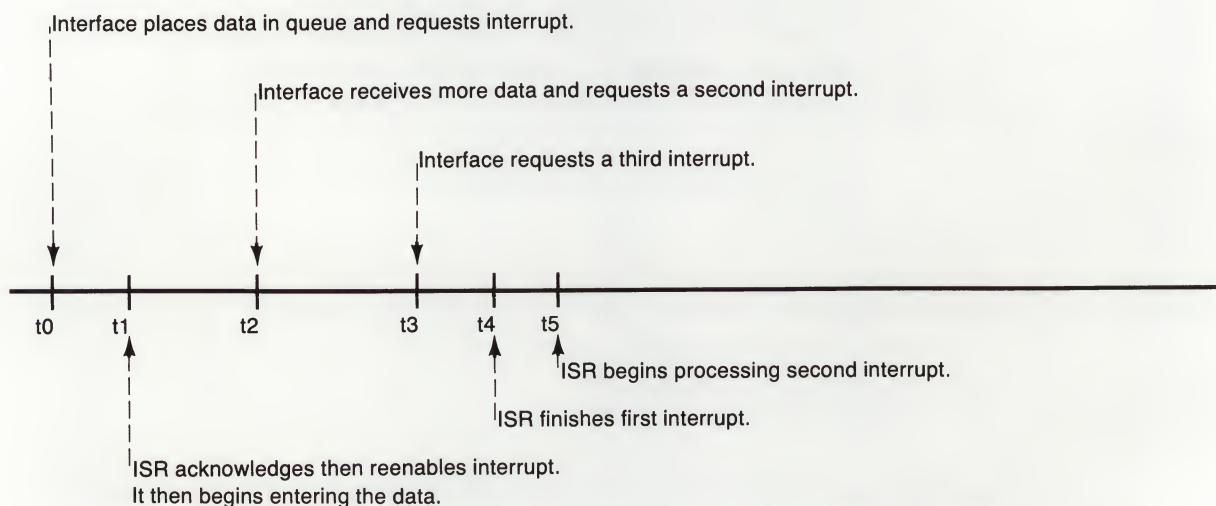 Interface places data in queue and requests interrupt.
Interface receives more data and requests a second interrupt.
Interface requests a third interrupt.
t0 t1 t2 t3 t4 t5
ISR begins processing second interrupt.
ISR finishes first interrupt.
ISR acknowledges then reenables interrupt.
It then begins entering the data.